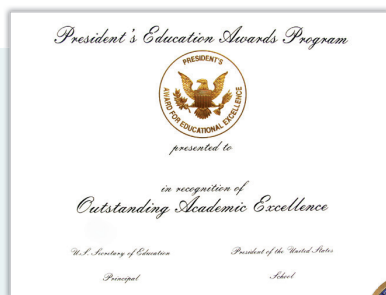 President's Education Awards Program
PRESIDENT'S
AWARD FOR EDUCATIONAL EXCELLENCE
presented to
in recognition of
Outstanding Academic Excellence
U.S. Secretary of Education President of the United States
Principal School